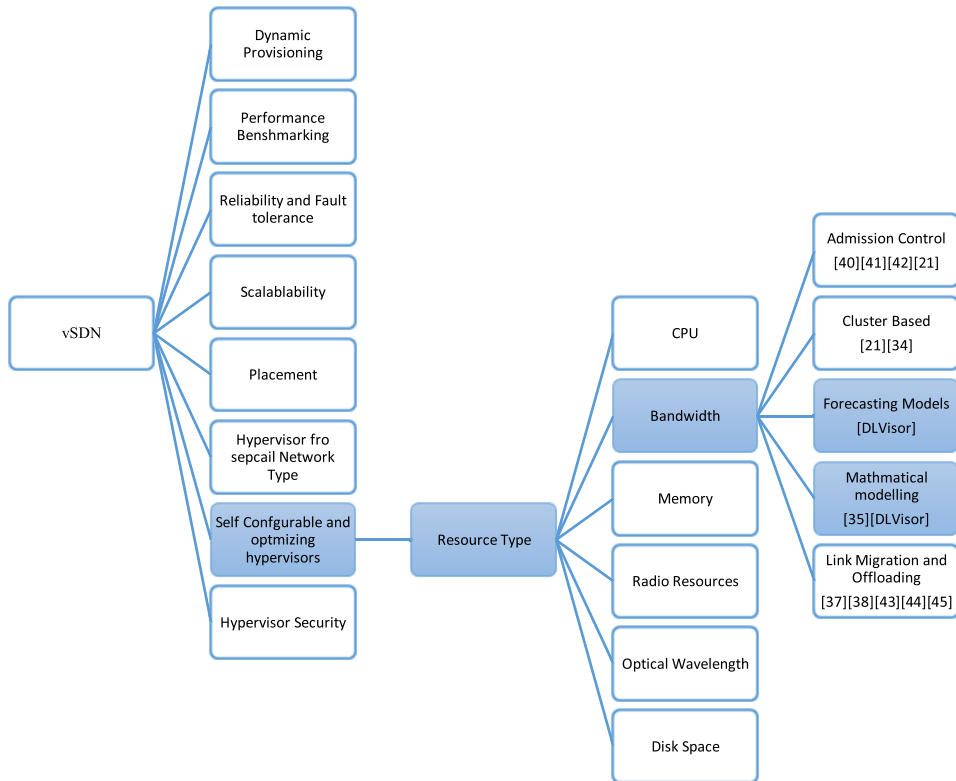 vSDN
Dynamic
Provisioning
Performance
Benshmarking
Reliability and Fault
tolerance
Scalablability
Placement
Hypervisor fro
sepcail Network
Type
Self Confgurable and
optmizing
hypervisors
Hypervisor Security
Resource Type
CPU
Bandwidth
Memory
Radio Resources
Optical Wavelength
Disk Space
Admission Control
[40][41][42][21]
Cluster Based
[21][34]
Forecasting Models
[DLVisor]
Mathmatical
modelling
[35][DLVisor]
Link Migration and
Offloading
[37][38][43][44][45]